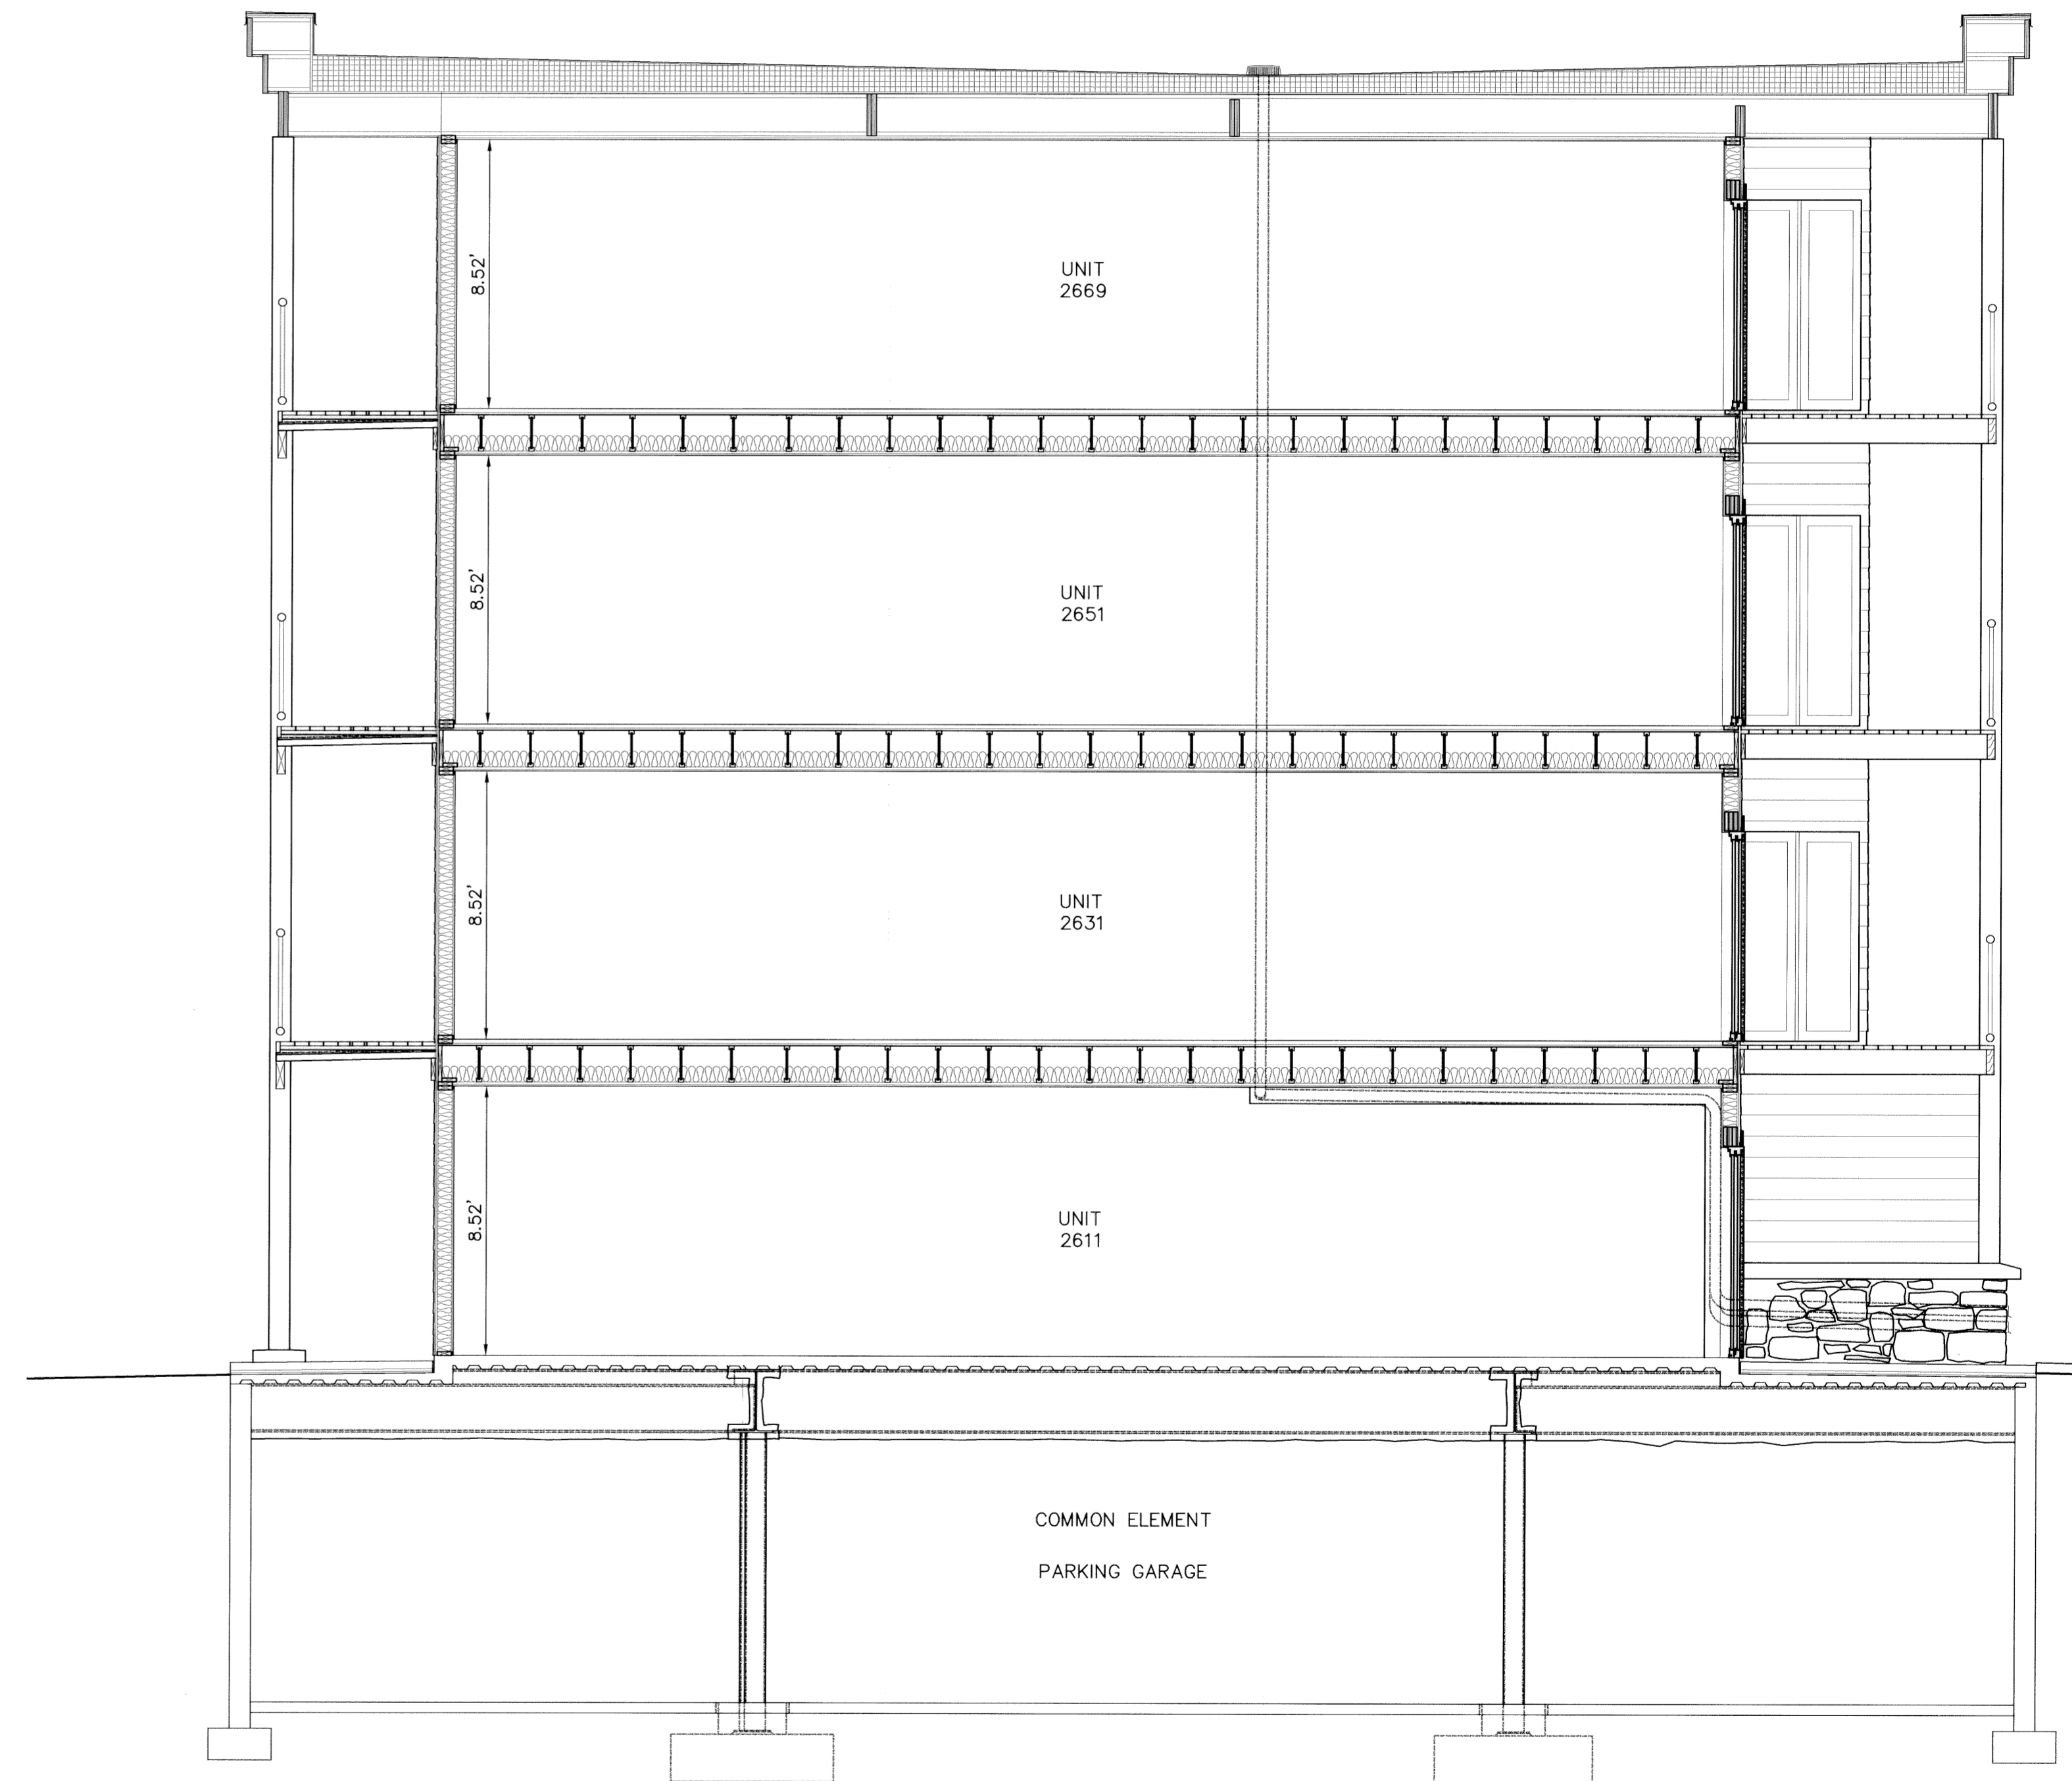 8.52'
UNIT
2669
8.52'
UNIT
2651
8.52'
UNIT
2631
8.52'
UNIT
2611
COMMON ELEMENT
PARKING GARAGE